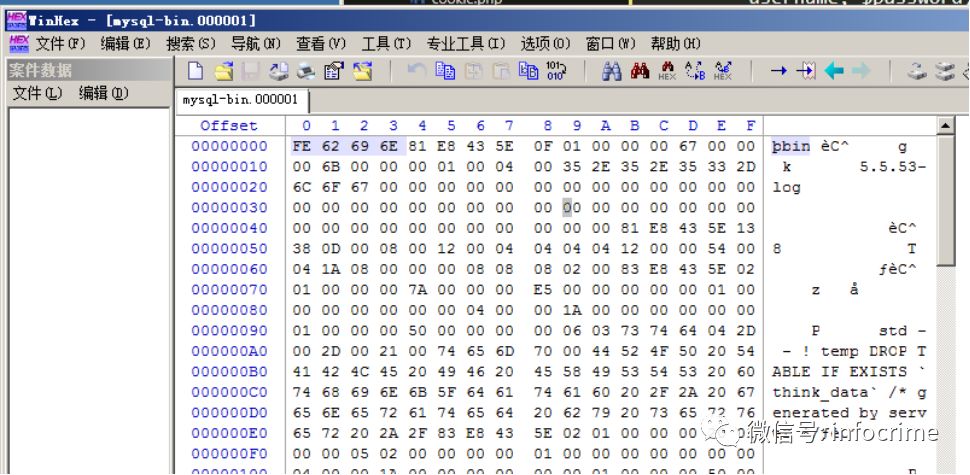 cookie.php
username, $password
WinHex - [mysql-bin.000001]
文件(F) 编辑(E) 搜索(S) 导航(N) 查看(V) 工具(T) 专业工具(I) 选项(O) 窗口(W) 帮助(H)
案件数据
文件(L) 编辑(D)
mysql-bin.000001
Offset 0 1 2 3 4 5 6 7 8 9 A B C D E F
00000000 FE 62 69 6E 81 E8 43 5E 0F 01 00 00 00 67 00 00 þbin èC^ g
00000010 00 6B 00 00 00 01 00 04 00 35 2E 35 2E 35 33 2D k 5.5.53-
00000020 6C 6F 67 00 00 00 00 00 00 00 00 00 00 00 00 00 log
00000030 00 00 00 00 00 00 00 00 00 00 00 00 00 00 00 00
00000040 00 00 00 00 00 00 00 00 00 00 00 81 E8 43 5E 13 èC^
00000050 38 0D 00 08 00 12 00 04 04 04 04 12 00 00 54 00 8 T
00000060 04 1A 08 00 00 00 08 08 08 02 00 83 E8 43 5E 02 ƒèC^
00000070 01 00 00 00 7A 00 00 00 E5 00 00 00 00 00 01 00 z å
00000080 00 00 00 00 00 00 04 00 00 1A 00 00 00 00 00 00
00000090 01 00 00 00 50 00 00 00 00 06 03 73 74 64 04 2D P std -
000000A0 00 2D 00 21 00 74 65 6D 70 00 44 52 4F 50 20 54 - ! temp DROP T
000000B0 41 42 4C 45 20 49 46 20 45 58 49 53 54 53 20 60 ABLE IF EXISTS `
000000C0 74 68 69 6E 6B 5F 64 61 74 61 60 20 2F 2A 20 67 think_data` /* g
000000D0 65 6E 65 72 61 74 65 64 20 62 79 20 73 65 72 76 enerated by serv
000000E0 65 72 20 2A 2F 83 E8 43 5E 02 01 00 00 00
000000F0 00 00 05 02 00 00 00 00 01 00 00 00 00 00 00 00
微信号: infocrime